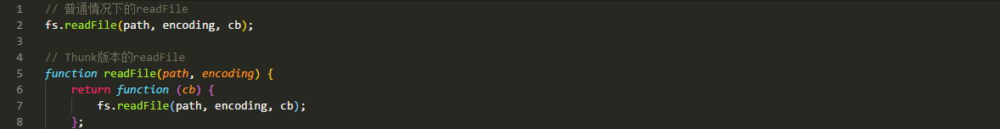 1 // 普通情况下的readFile
2 fs.readFile(path, encoding, cb);
3
4 // Thunk版本的readFile
5 function readFile(path, encoding) {
6 return function (cb) {
7 fs.readFile(path, encoding, cb);
8 };